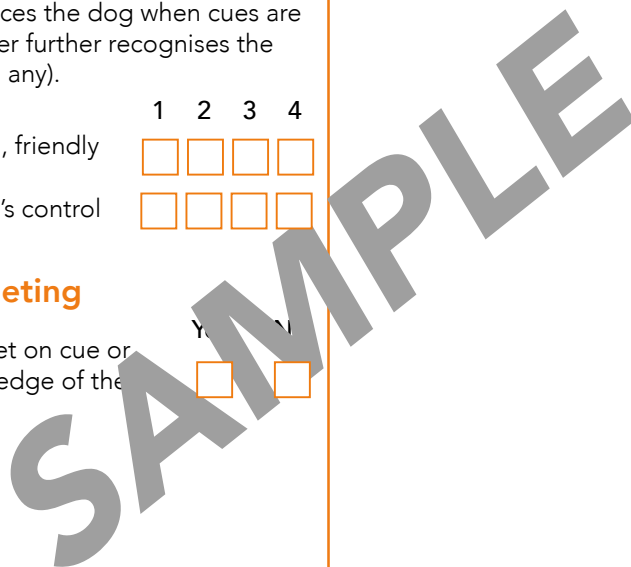 ces the dog when cues are
er further recognises the
any).
1 2 3 4
, friendly
's control
eting
et on cue or
edge of the
SAMPLE